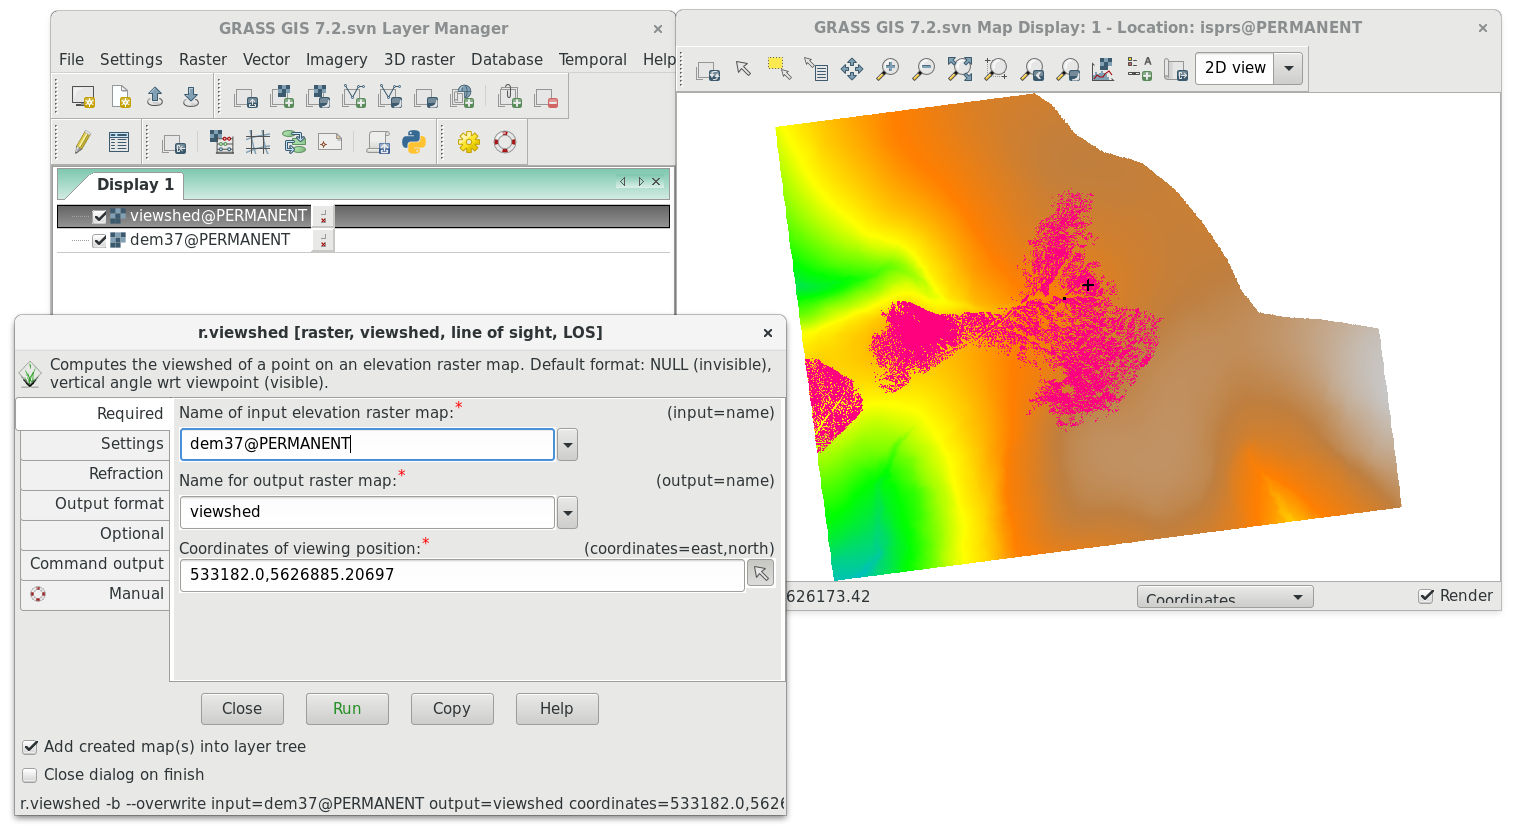 GRASS GIS 7.2.svn Layer Manager
File Settings Raster Vector Imagery 3D raster Database Temporal Help
Display 1
viewshed@PERMANENT
dem37@PERMANENT
GRASS GIS 7.2.svn Map Display: 1 - Location: isprs@PERMANENT
2D view
626173.42
Coordinates
Render
r.viewshed [raster, viewshed, line of sight, LOS]
Computes the viewshed of a point on an elevation raster map. Default format: NULL (invisible),
vertical angle wrt viewpoint (visible).
Required
Settings
Refraction
Output format
Optional
Command output
Manual
Name of input elevation raster map:* (input=name)
dem37@PERMANENT
Name for output raster map:* (output=name)
viewshed
Coordinates of viewing position:* (coordinates=east,north)
533182.0,5626885.20697
Close Run Copy Help
Add created map(s) into layer tree
Close dialog on finish
r.viewshed -b --overwrite input=dem37@PERMANENT output=viewshed coordinates=533182.0,5626